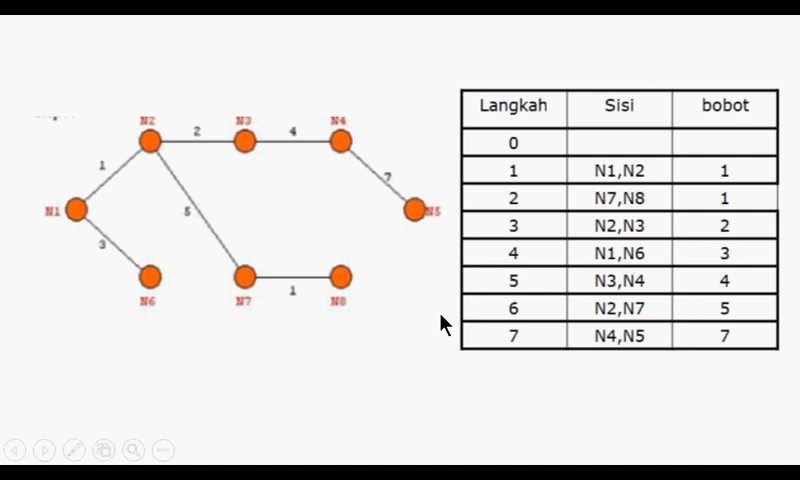 N2 N3 N4
2 4
1 7
5
N1 N5
3
1
N6 N7 N8
Langkah Sisi bobot
0
1 N1,N2 1
2 N7,N8 1
3 N2,N3 2
4 N1,N6 3
5 N3,N4 4
6 N2,N7 5
7 N4,N5 7